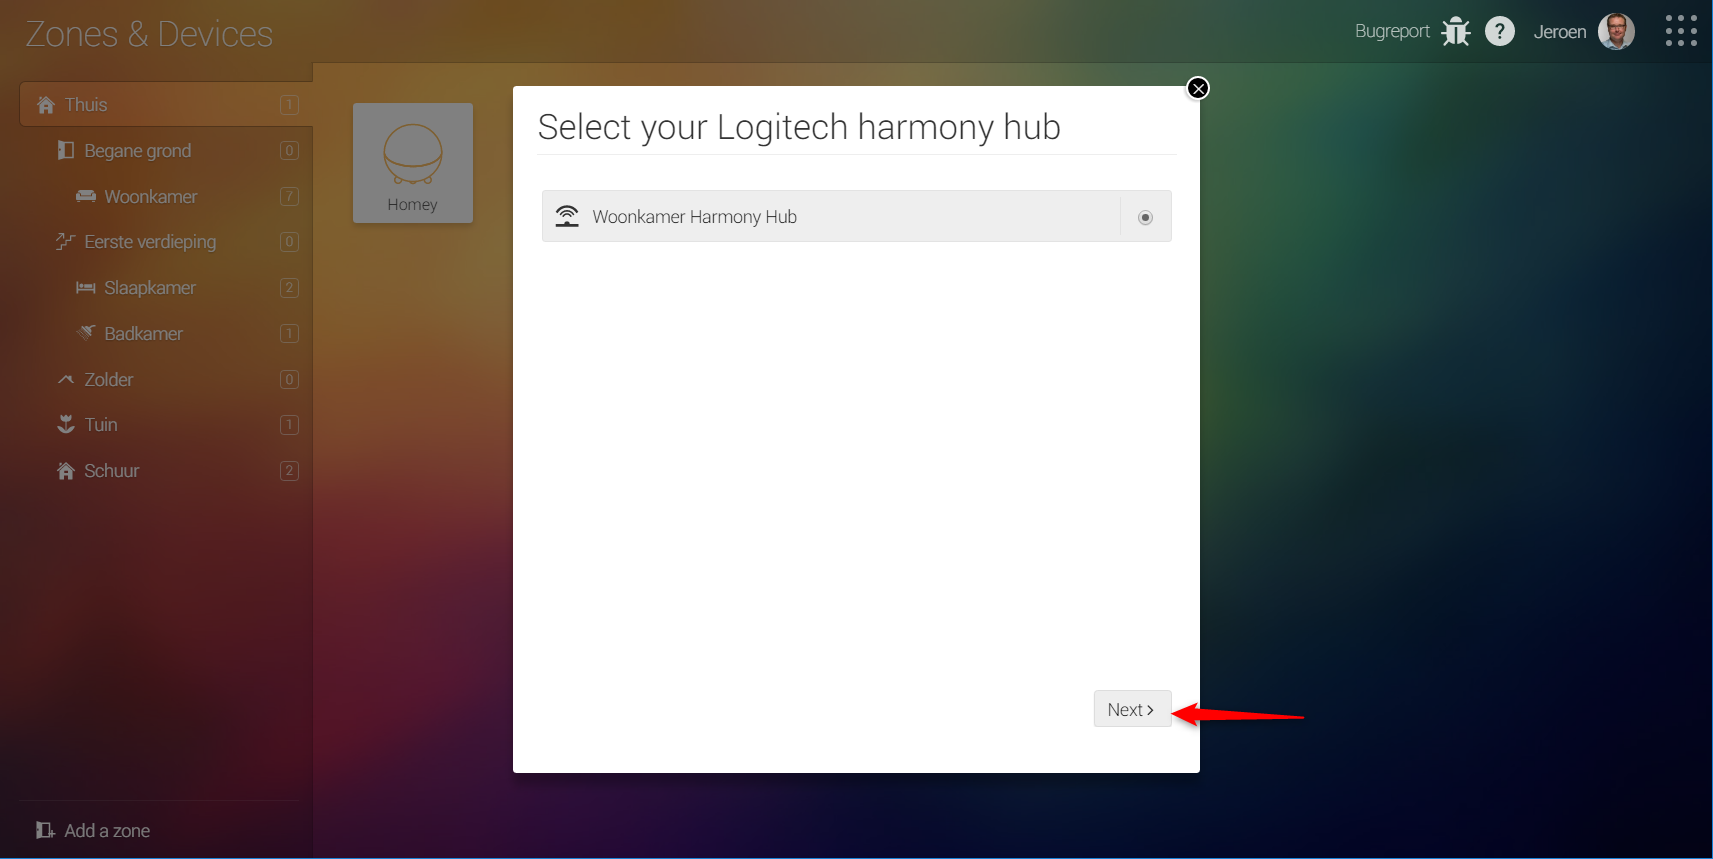 Zones & Devices
Bugreport ? Jeroen
Thuis 1
Begane grond 0
Woonkamer 7
Eerste verdieping 0
Slaapkamer 2
Badkamer 1
Zolder 0
Tuin 1
Schuur 2
Add a zone
Homey
Select your Logitech harmony hub
Woonkamer Harmony Hub
Next >